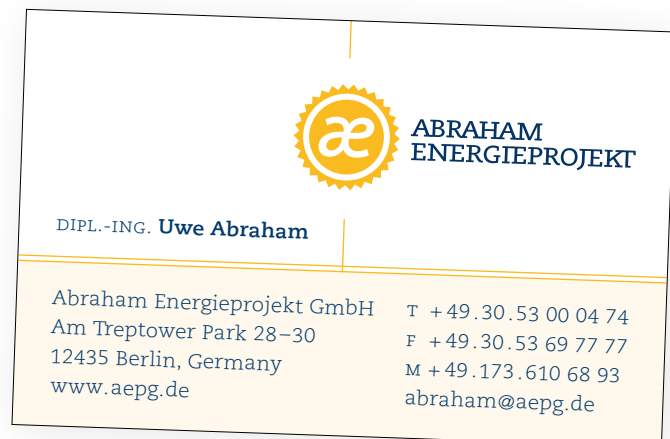 æ
ABRAHAM
ENERGIEPROJEKT
DIPL.-ING. Uwe Abraham
Abraham Energieprojekt GmbH
Am Treptower Park 28–30
12435 Berlin, Germany
www.aepg.de
T +49.30.53 00 04 74
F +49.30.53 69 77 77
M +49.173.610 68 93
abraham@aepg.de